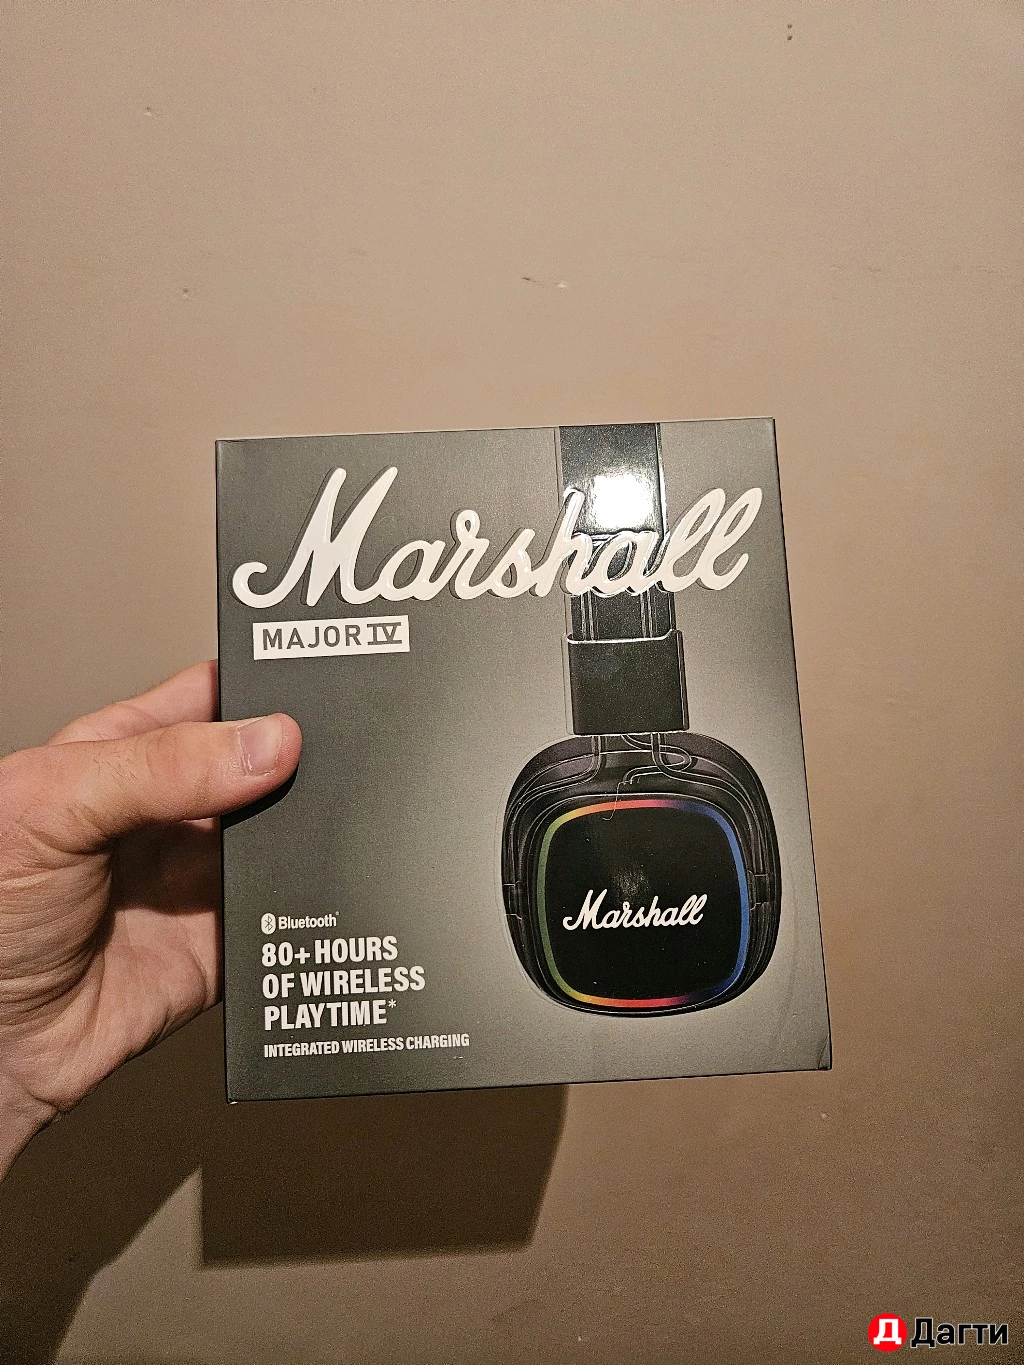 Marshall
MAJOR IV
Marshall
Bluetooth®
80+ HOURS
OF WIRELESS
PLAYTIME*
INTEGRATED WIRELESS CHARGING
Д Дагти